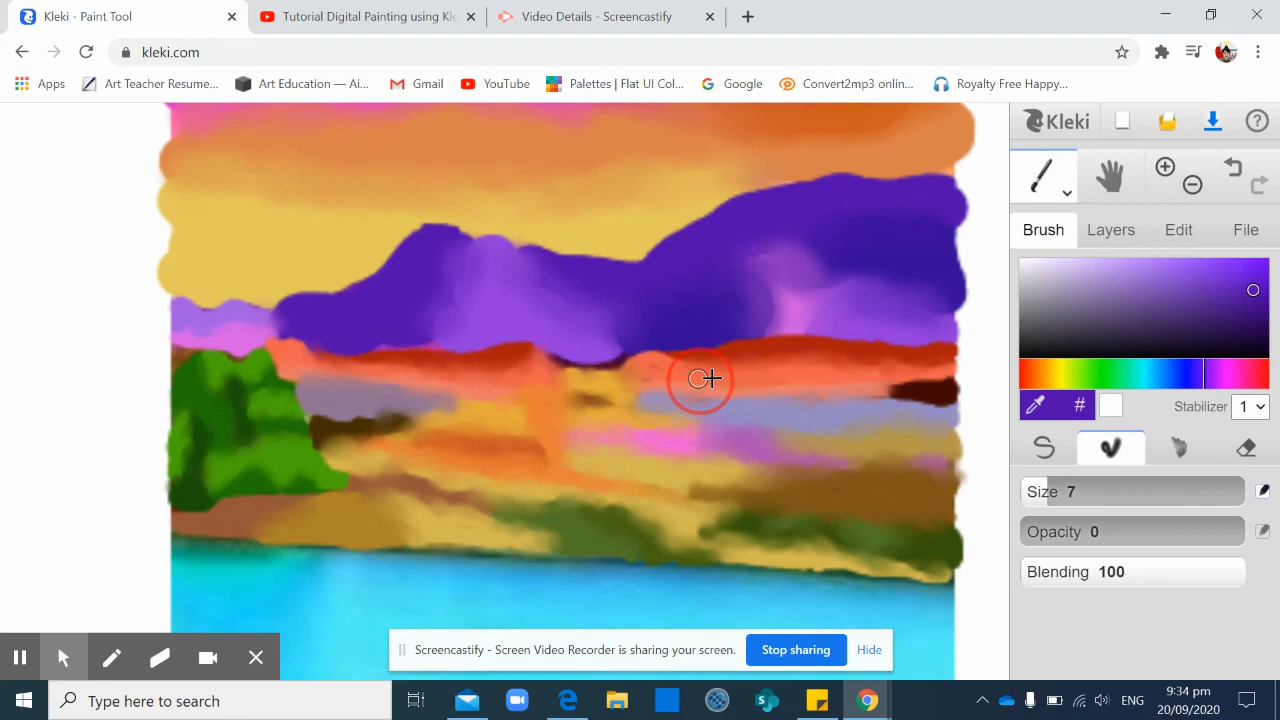 Kleki - Paint Tool
Tutorial Digital Painting using Kle
Video Details - Screencastify
kleki.com
Apps
Art Teacher Resume...
Art Education — Ai...
Gmail
YouTube
Palettes | Flat UI Col...
Google
Convert2mp3 onlin...
Royalty Free Happy...
Kleki
Brush
Layers
Edit
File
#
Stabilizer
1
Size 7
Opacity 0
Blending 100
Screencastify - Screen Video Recorder is sharing your screen.
Stop sharing
Hide
Type here to search
ENG
9:34 pm
20/09/2020